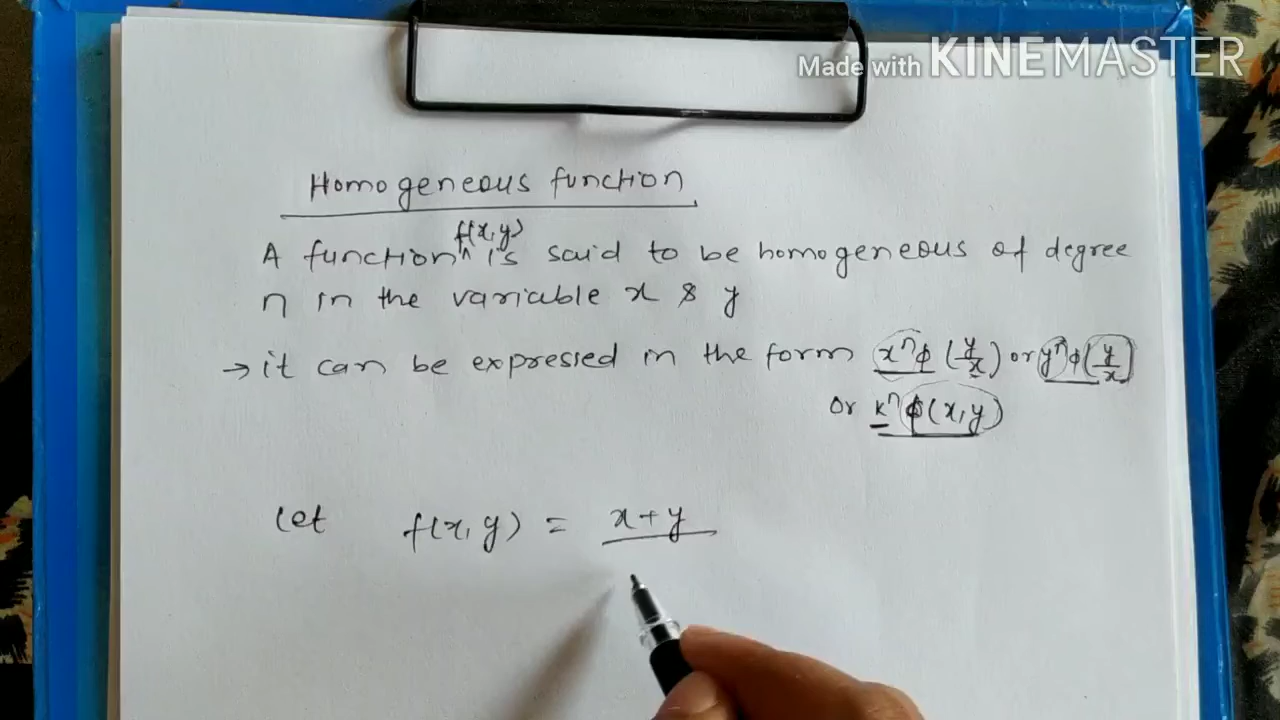 Made with KINEMASTER
Homogeneous function
f(x,y)
A function ^ is said to be homogeneous of degree
n in the variable x & y
→ it can be expressed in the form xⁿϕ(y/x) or yⁿϕ(y/x)
or kⁿϕ(x,y)
Let f(x,y) = x+y